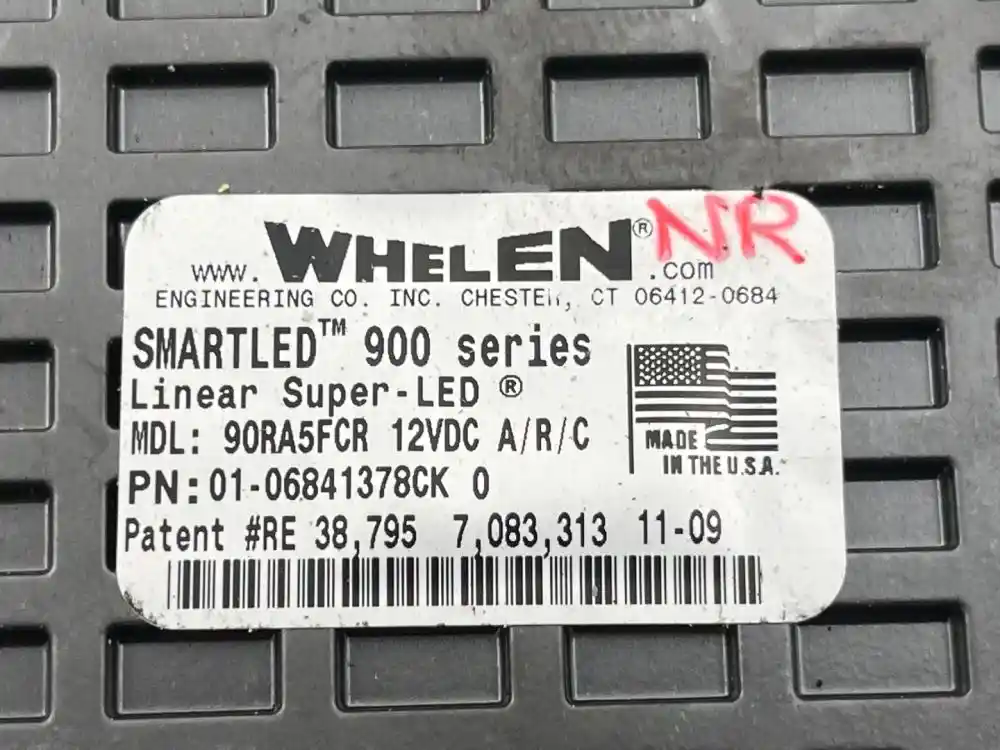 www. WHELEN® .com NR
ENGINEERING CO. INC. CHESTER, CT 06412-0684
SMARTLED™ 900 series
Linear Super-LED ®
MDL: 90RA5FCR 12VDC A/R/C
MADE
IN THE U.S.A.
PN: 01-06841378CK 0
Patent #RE 38,795 7,083,313 11-09